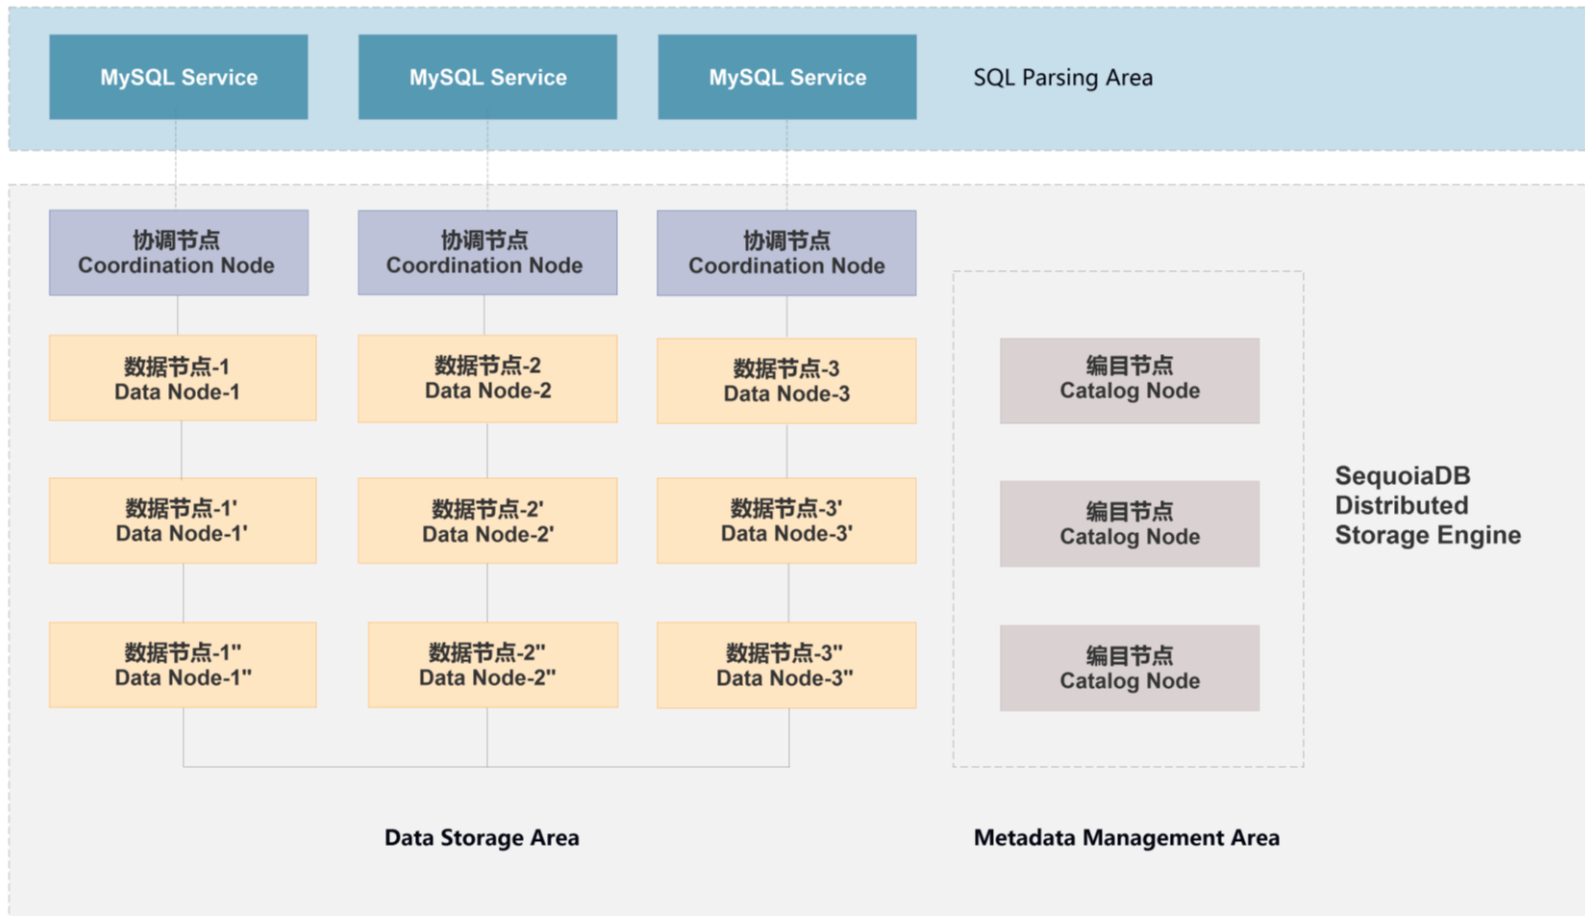 MySQL Service
MySQL Service
MySQL Service
SQL Parsing Area
协调节点
Coordination Node
协调节点
Coordination Node
协调节点
Coordination Node
数据节点-1
Data Node-1
数据节点-2
Data Node-2
数据节点-3
Data Node-3
编目节点
Catalog Node
数据节点-1'
Data Node-1'
数据节点-2'
Data Node-2'
数据节点-3'
Data Node-3'
编目节点
Catalog Node
SequoiaDB
Distributed
Storage Engine
数据节点-1"
Data Node-1"
数据节点-2"
Data Node-2"
数据节点-3"
Data Node-3"
编目节点
Catalog Node
Data Storage Area
Metadata Management Area